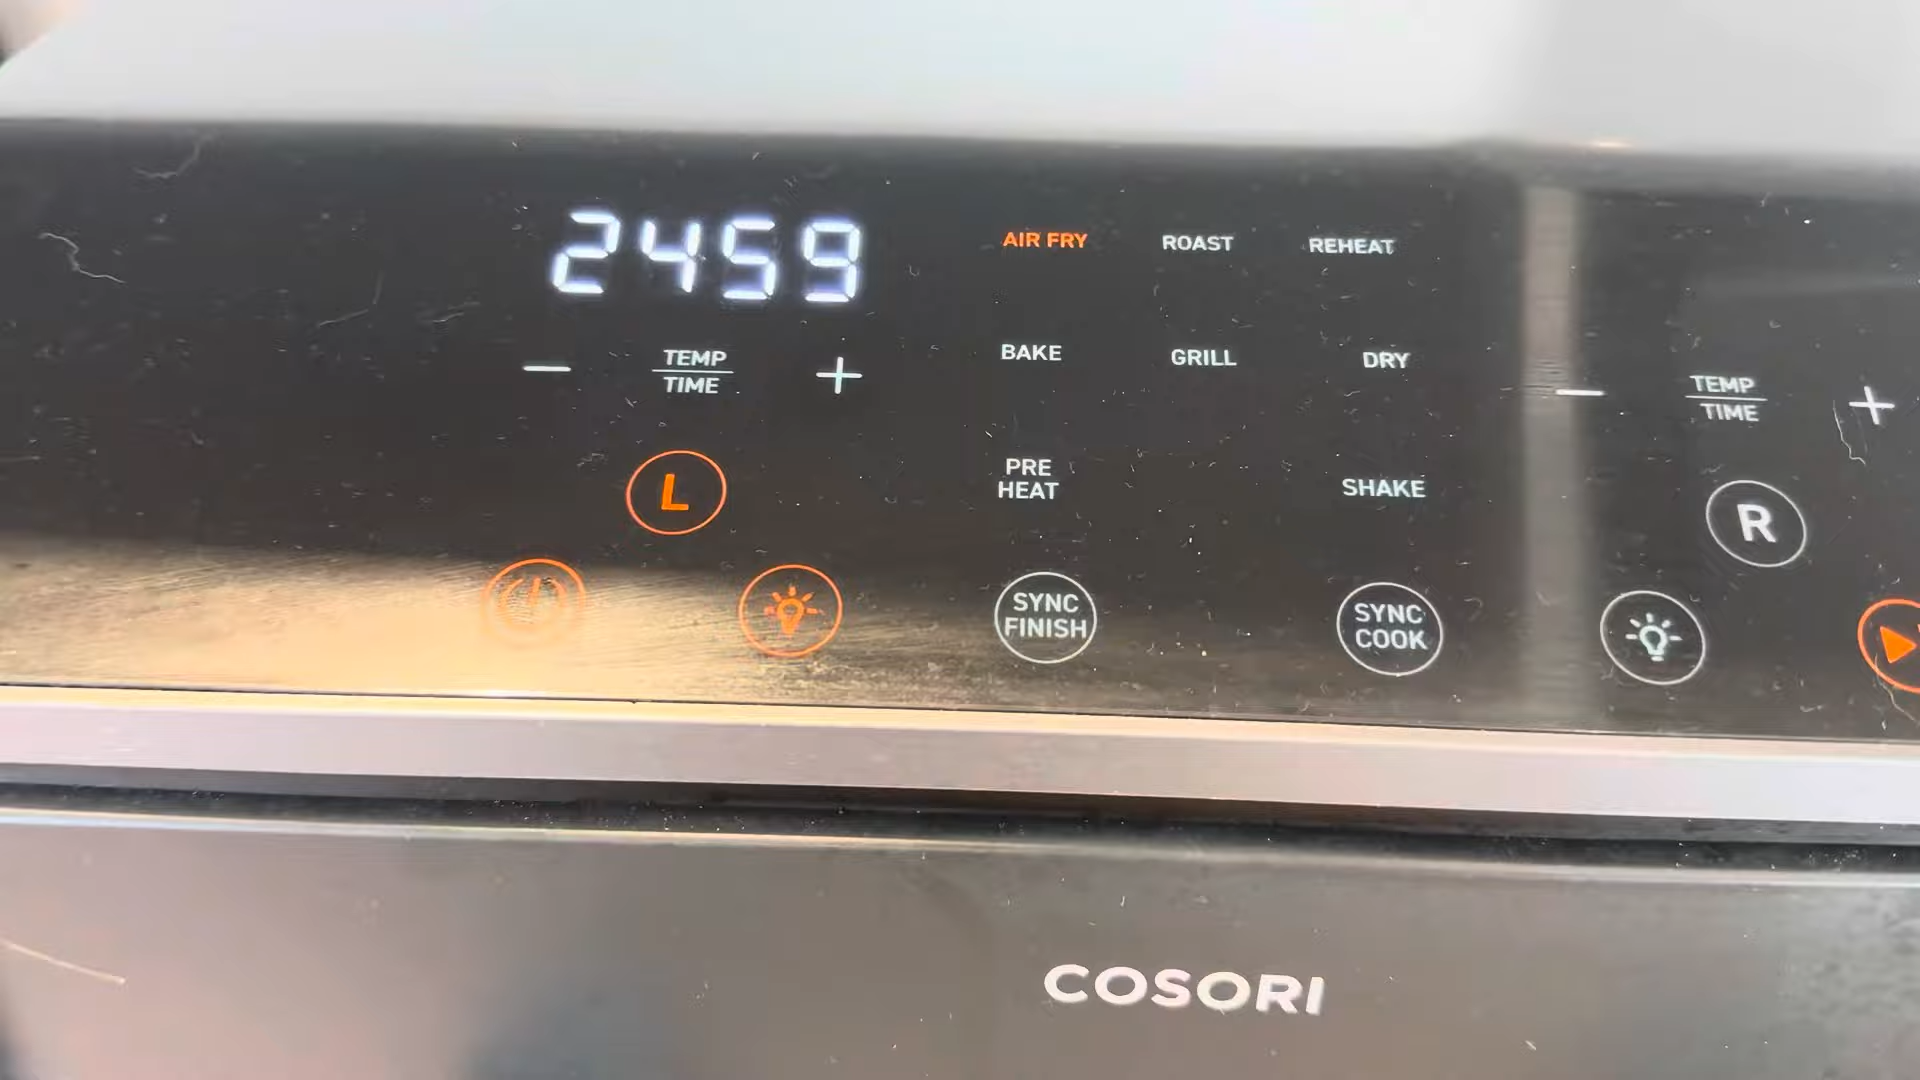 2459
AIR FRY ROAST REHEAT
TEMP
TIME
BAKE GRILL DRY
TEMP
TIME
L
PRE
HEAT
SHAKE
R
SYNC
FINISH
SYNC
COOK
COSORI